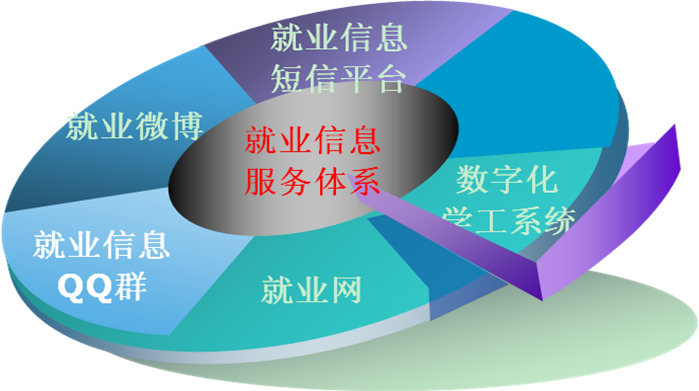 就业信息
短信平台
就业微博
就业信息
服务体系
数字化
学工系统
就业信息
QQ群
就业网